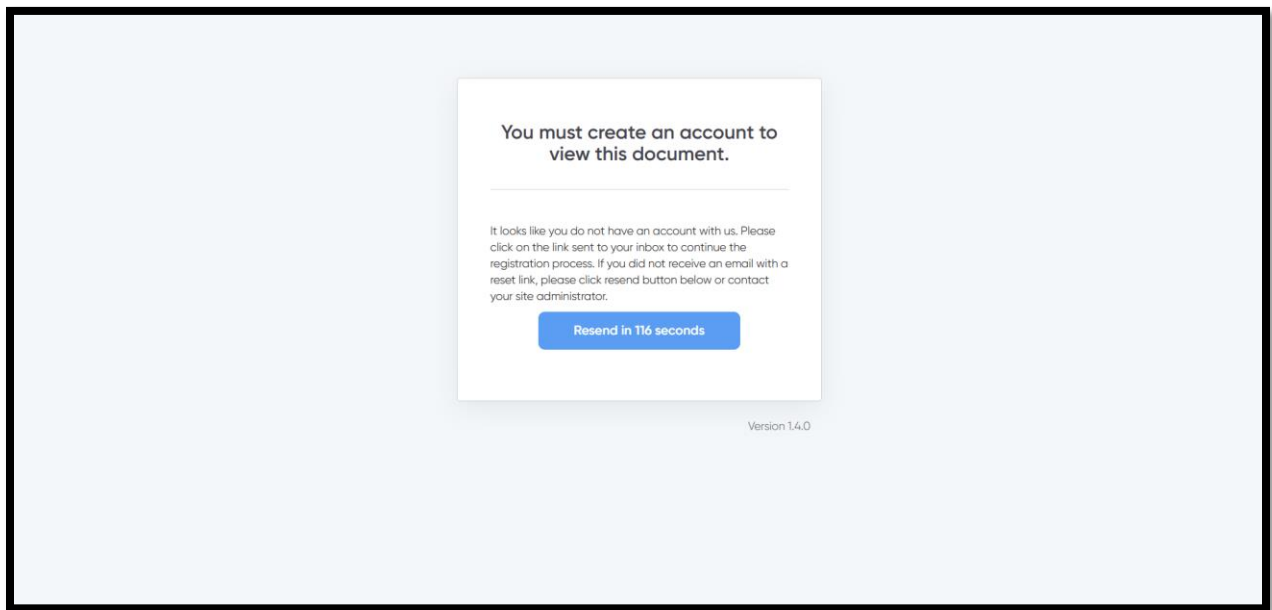 You must create an account to
view this document.
It looks like you do not have an account with us. Please
click on the link sent to your inbox to continue the
registration process. If you did not receive an email with a
reset link, please click resend button below or contact
your site administrator.
Resend in 116 seconds
Version 1.4.0